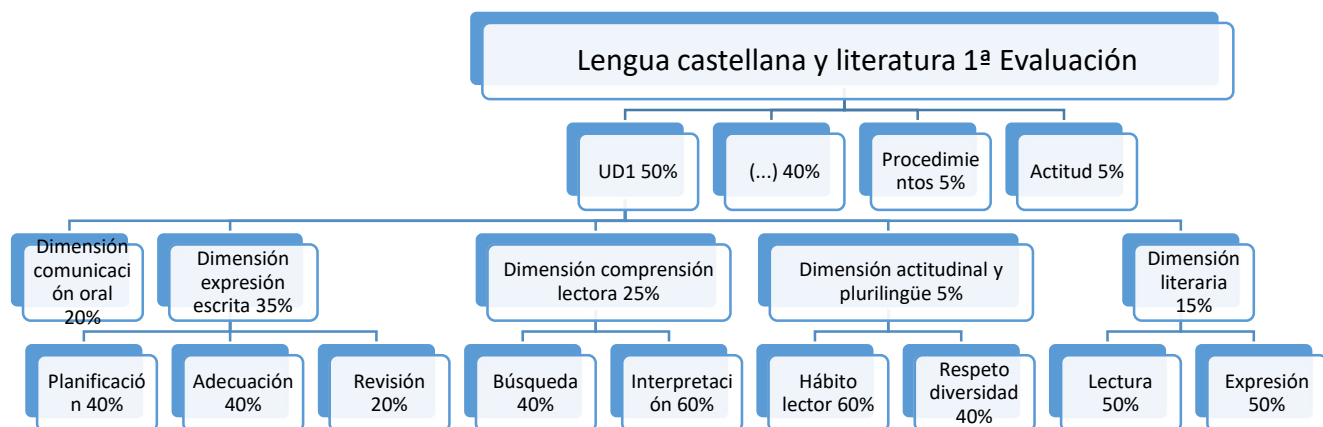 Lengua castellana y literatura 1ª Evaluación
UD1 50%
(...) 40%
Procedimie
ntos 5%
Actitud 5%
Dimensión
comunicaci
ón oral
20%
Dimensión
expresión
escrita 35%
Dimensión comprensión
lectora 25%
Dimensión actitudinal y
plurilingüe 5%
Dimensión
literaria
15%
Planificació
n 40%
Adecuación
40%
Revisión
20%
Búsqueda
40%
Interpretaci
ón 60%
Hábito
lector 60%
Respeto
diversidad
40%
Lectura
50%
Expresión
50%